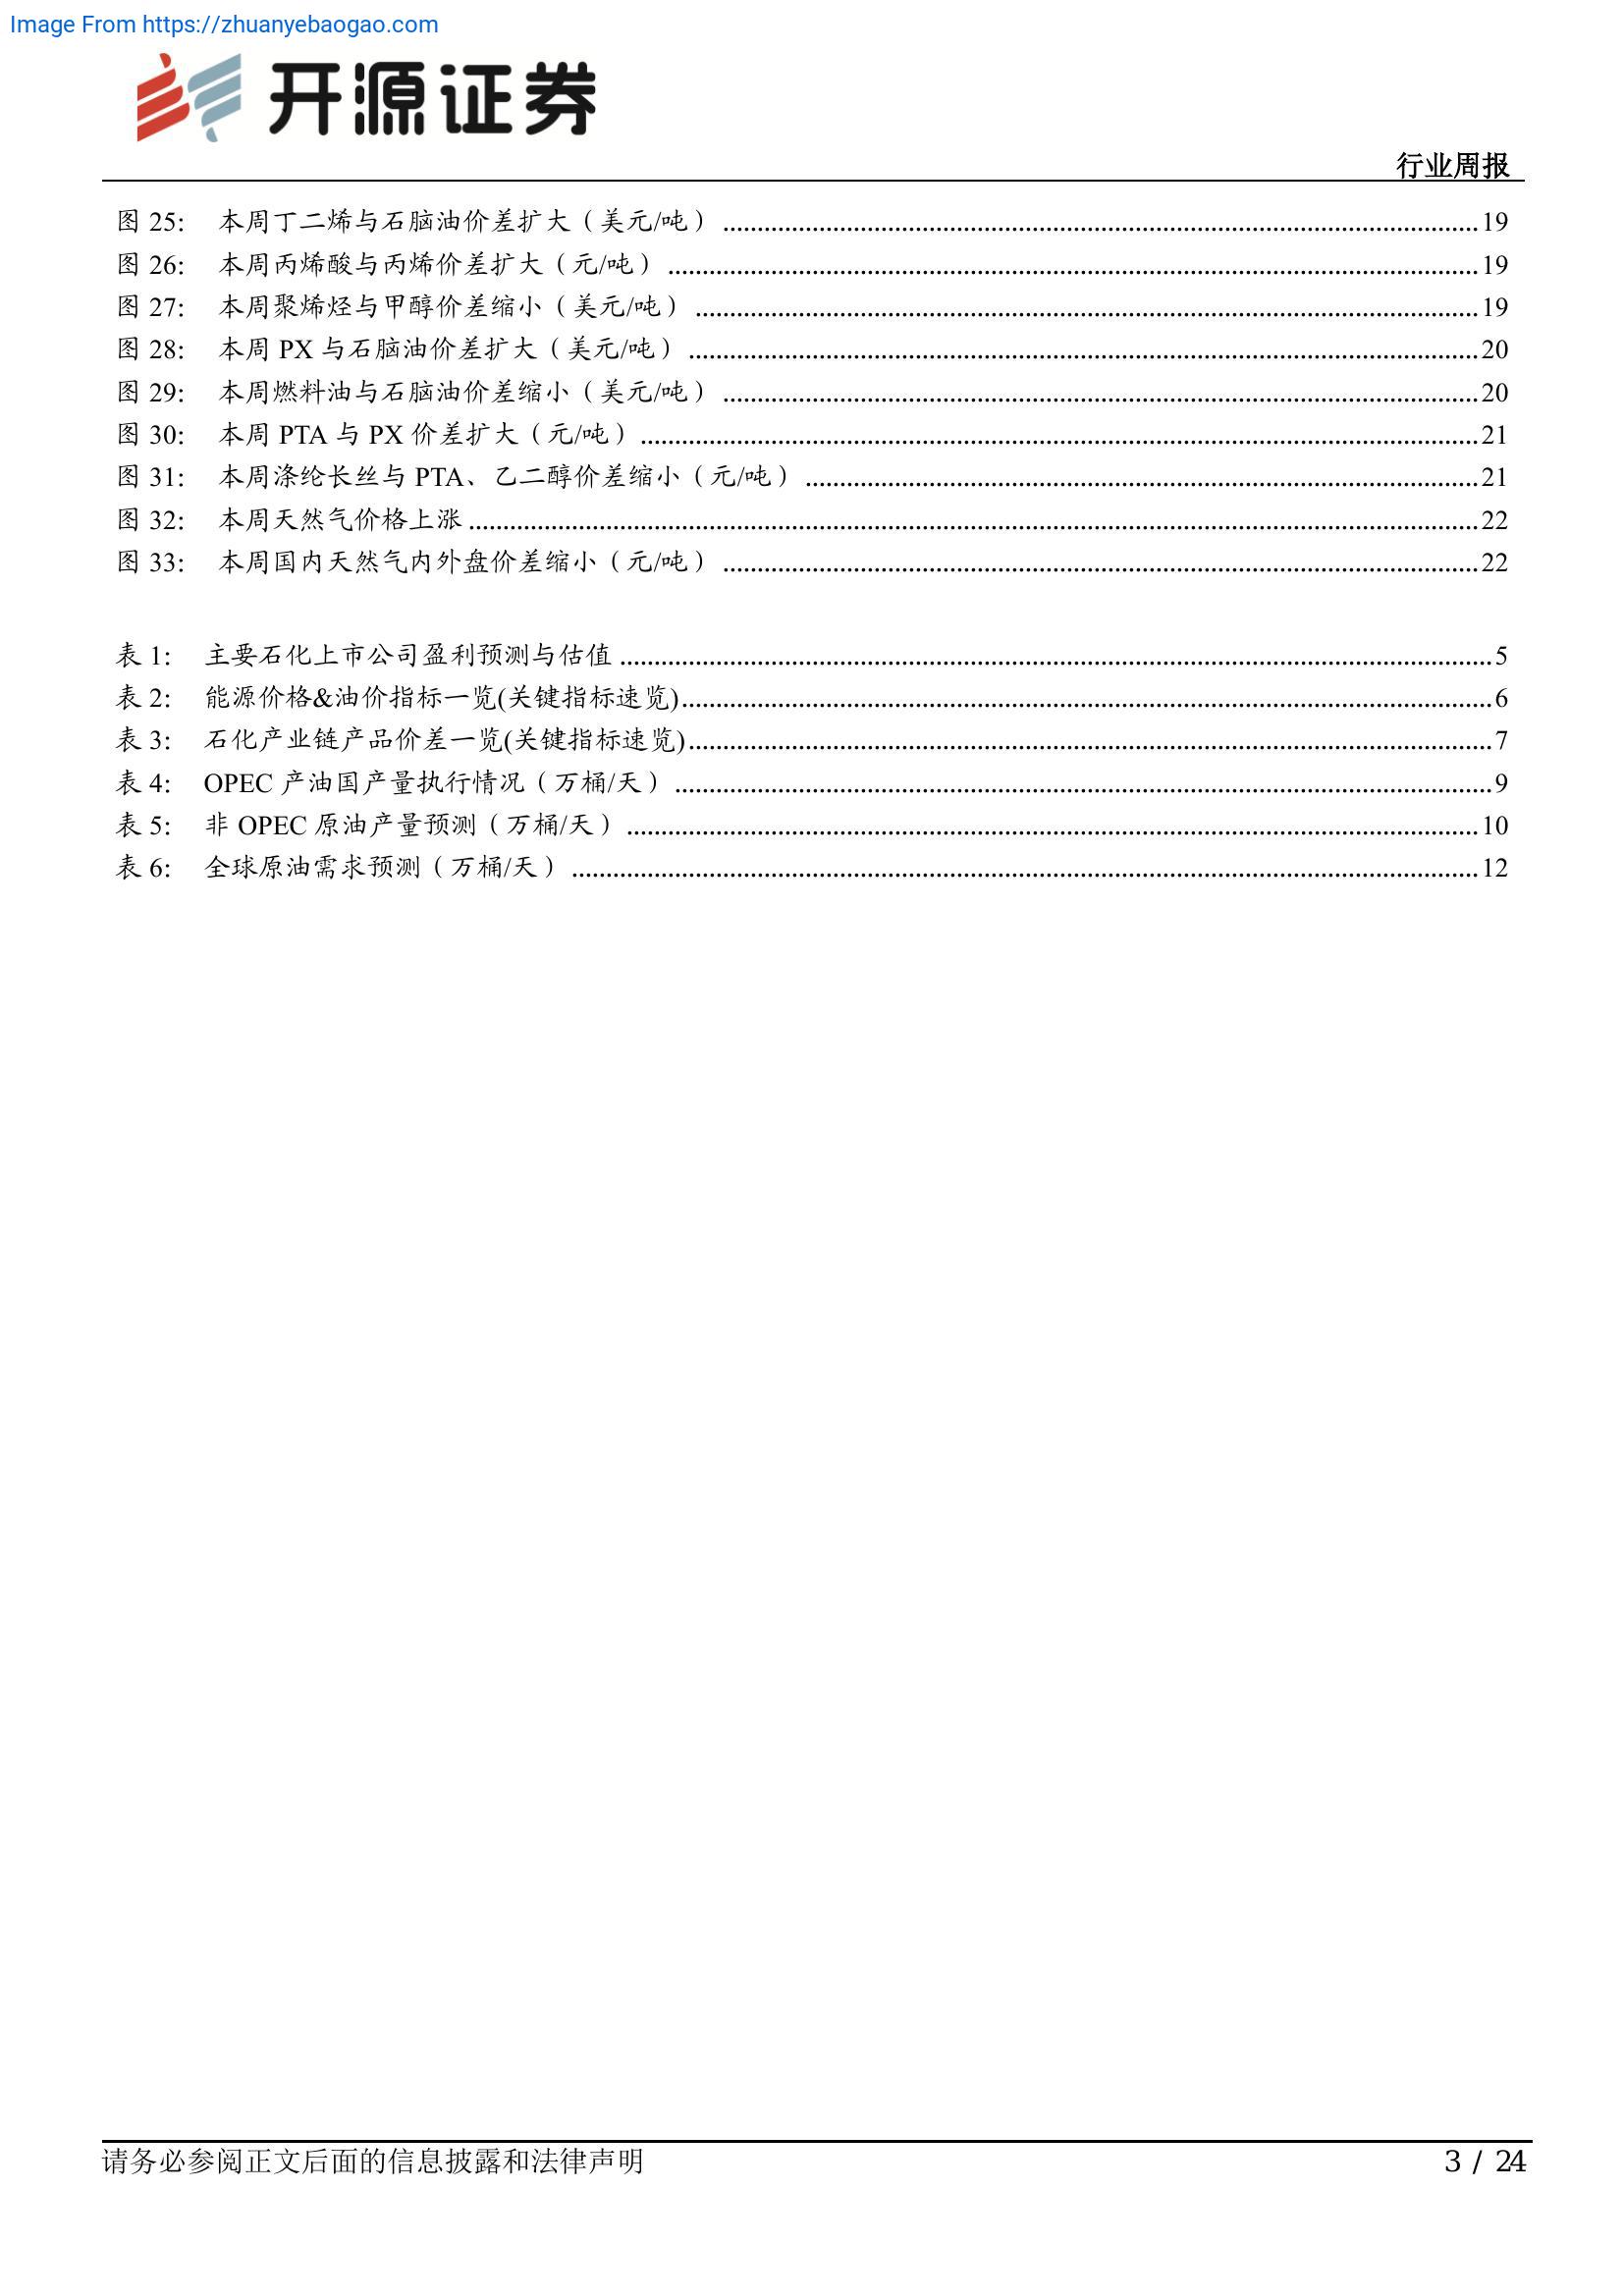 Image From https://zhuanyebaogao.com
开源证券
行业周报
图 25: 本周丁二烯与石脑油价差扩大（美元/吨） ........ 19
图 26: 本周丙烯酸与丙烯价差扩大（元/吨） ........ 19
图 27: 本周聚烯烃与甲醇价差缩小（美元/吨） ........ 19
图 28: 本周 PX 与石脑油价差扩大（美元/吨） ........ 20
图 29: 本周燃料油与石脑油价差缩小（美元/吨） ........ 20
图 30: 本周 PTA 与 PX 价差扩大（元/吨） ........ 21
图 31: 本周涤纶长丝与 PTA、乙二醇价差缩小（元/吨） ........ 21
图 32: 本周天然气价格上涨 ........ 22
图 33: 本周国内天然气内外盘价差缩小（元/吨） ........ 22
表 1: 主要石化上市公司盈利预测与估值 ........ 5
表 2: 能源价格&油价指标一览(关键指标速览) ........ 6
表 3: 石化产业链产品价差一览(关键指标速览) ........ 7
表 4: OPEC 产油国产量执行情况（万桶/天） ........ 9
表 5: 非 OPEC 原油产量预测（万桶/天） ........ 10
表 6: 全球原油需求预测（万桶/天） ........ 12
请务必参阅正文后面的信息披露和法律声明
3 / 24